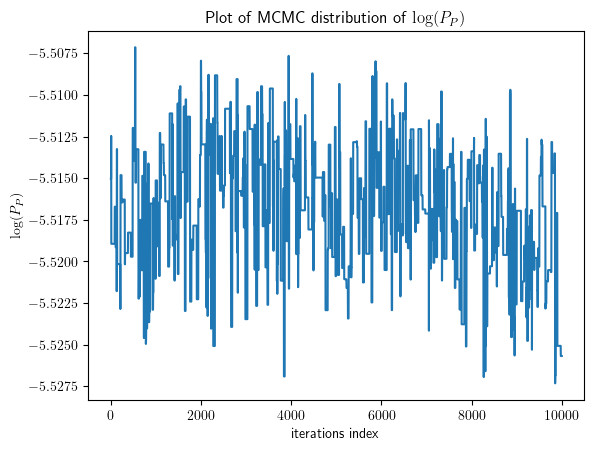 Plot of MCMC distribution of log(P_P)
−5.5075
−5.5100
−5.5125
−5.5150
−5.5175
−5.5200
−5.5225
−5.5250
−5.5275
log(P_P)
0 2000 4000 6000 8000 10000
iterations index